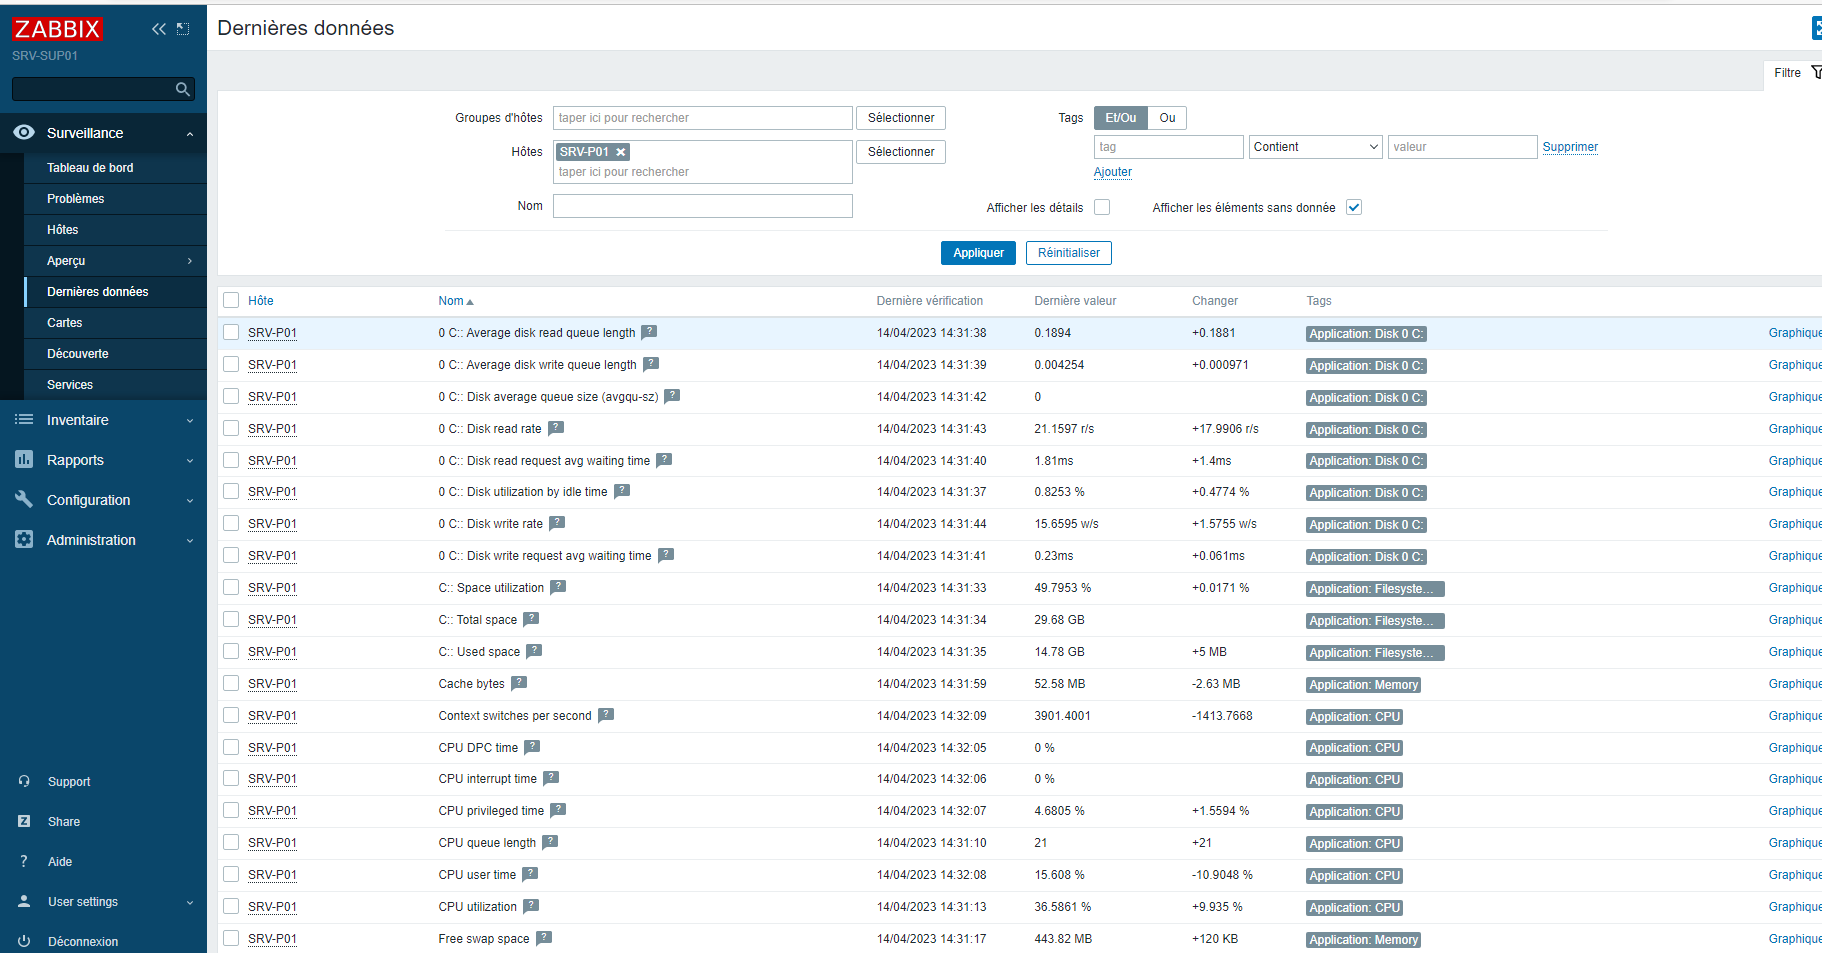 ZABBIX
SRV-SUP01
Surveillance
Tableau de bord
Problèmes
Hôtes
Aperçu
Dernières données
Cartes
Découverte
Services
Inventaire
Rapports
Configuration
Administration
Support
Share
Aide
User settings
Déconnexion
Dernières données
Filtre
Groupes d'hôtes taper ici pour rechercher Sélectionner
Hôtes SRV-P01 Sélectionner
taper ici pour rechercher
Nom
Tags Et/Ou Ou
tag Contient valeur Supprimer
Ajouter
Afficher les détails Afficher les éléments sans donnée
Appliquer Réinitialiser
Hôte Nom Dernière vérification Dernière valeur Changer Tags
SRV-P01 0 C:: Average disk read queue length ? 14/04/2023 14:31:38 0.1894 +0.1881 Application: Disk 0 C: Graphique
SRV-P01 0 C:: Average disk write queue length ? 14/04/2023 14:31:39 0.004254 +0.000971 Application: Disk 0 C: Graphique
SRV-P01 0 C:: Disk average queue size (avgqu-sz) ? 14/04/2023 14:31:42 0 Application: Disk 0 C: Graphique
SRV-P01 0 C:: Disk read rate ? 14/04/2023 14:31:43 21.1597 r/s +17.9906 r/s Application: Disk 0 C: Graphique
SRV-P01 0 C:: Disk read request avg waiting time ? 14/04/2023 14:31:40 1.81ms +1.4ms Application: Disk 0 C: Graphique
SRV-P01 0 C:: Disk utilization by idle time ? 14/04/2023 14:31:37 0.8253 % +0.4774 % Application: Disk 0 C: Graphique
SRV-P01 0 C:: Disk write rate ? 14/04/2023 14:31:44 15.6595 w/s +1.5755 w/s Application: Disk 0 C: Graphique
SRV-P01 0 C:: Disk write request avg waiting time ? 14/04/2023 14:31:41 0.23ms +0.061ms Application: Disk 0 C: Graphique
SRV-P01 C:: Space utilization ? 14/04/2023 14:31:33 49.7953 % +0.0171 % Application: Filesyste... Graphique
SRV-P01 C:: Total space ? 14/04/2023 14:31:34 29.68 GB Application: Filesyste... Graphique
SRV-P01 C:: Used space ? 14/04/2023 14:31:35 14.78 GB +5 MB Application: Filesyste... Graphique
SRV-P01 Cache bytes ? 14/04/2023 14:31:59 52.58 MB -2.63 MB Application: Memory Graphique
SRV-P01 Context switches per second ? 14/04/2023 14:32:09 3901.4001 -1413.7668 Application: CPU Graphique
SRV-P01 CPU DPC time ? 14/04/2023 14:32:05 0 % Application: CPU Graphique
SRV-P01 CPU interrupt time ? 14/04/2023 14:32:06 0 % Application: CPU Graphique
SRV-P01 CPU privileged time ? 14/04/2023 14:32:07 4.6805 % +1.5594 % Application: CPU Graphique
SRV-P01 CPU queue length ? 14/04/2023 14:31:10 21 +21 Application: CPU Graphique
SRV-P01 CPU user time ? 14/04/2023 14:32:08 15.608 % -10.9048 % Application: CPU Graphique
SRV-P01 CPU utilization ? 14/04/2023 14:31:13 36.5861 % +9.935 % Application: CPU Graphique
SRV-P01 Free swap space ? 14/04/2023 14:31:17 443.82 MB +120 KB Application: Memory Graphique